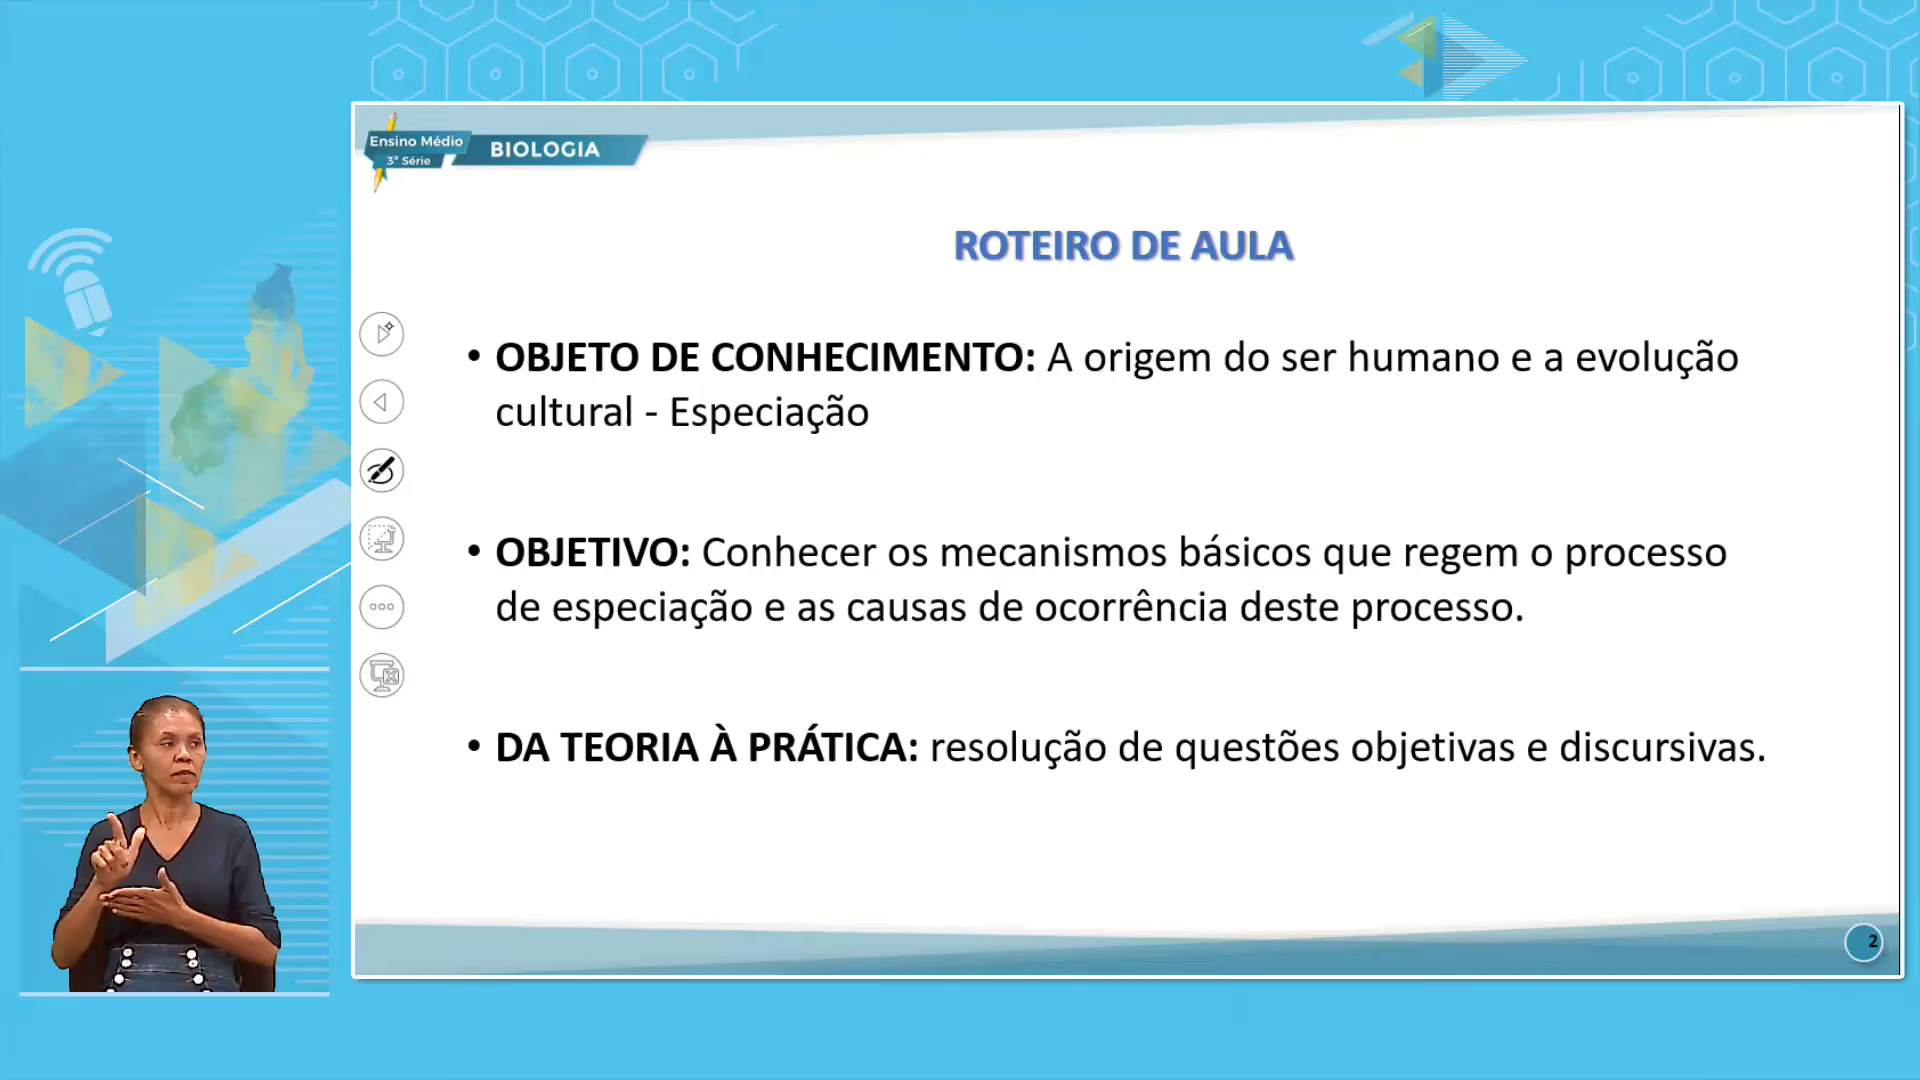 Ensino Médio
3ª Série
BIOLOGIA
ROTEIRO DE AULA
• OBJETO DE CONHECIMENTO: A origem do ser humano e a evolução
cultural - Especiação
• OBJETIVO: Conhecer os mecanismos básicos que regem o processo
de especiação e as causas de ocorrência deste processo.
• DA TEORIA À PRÁTICA: resolução de questões objetivas e discursivas.
2